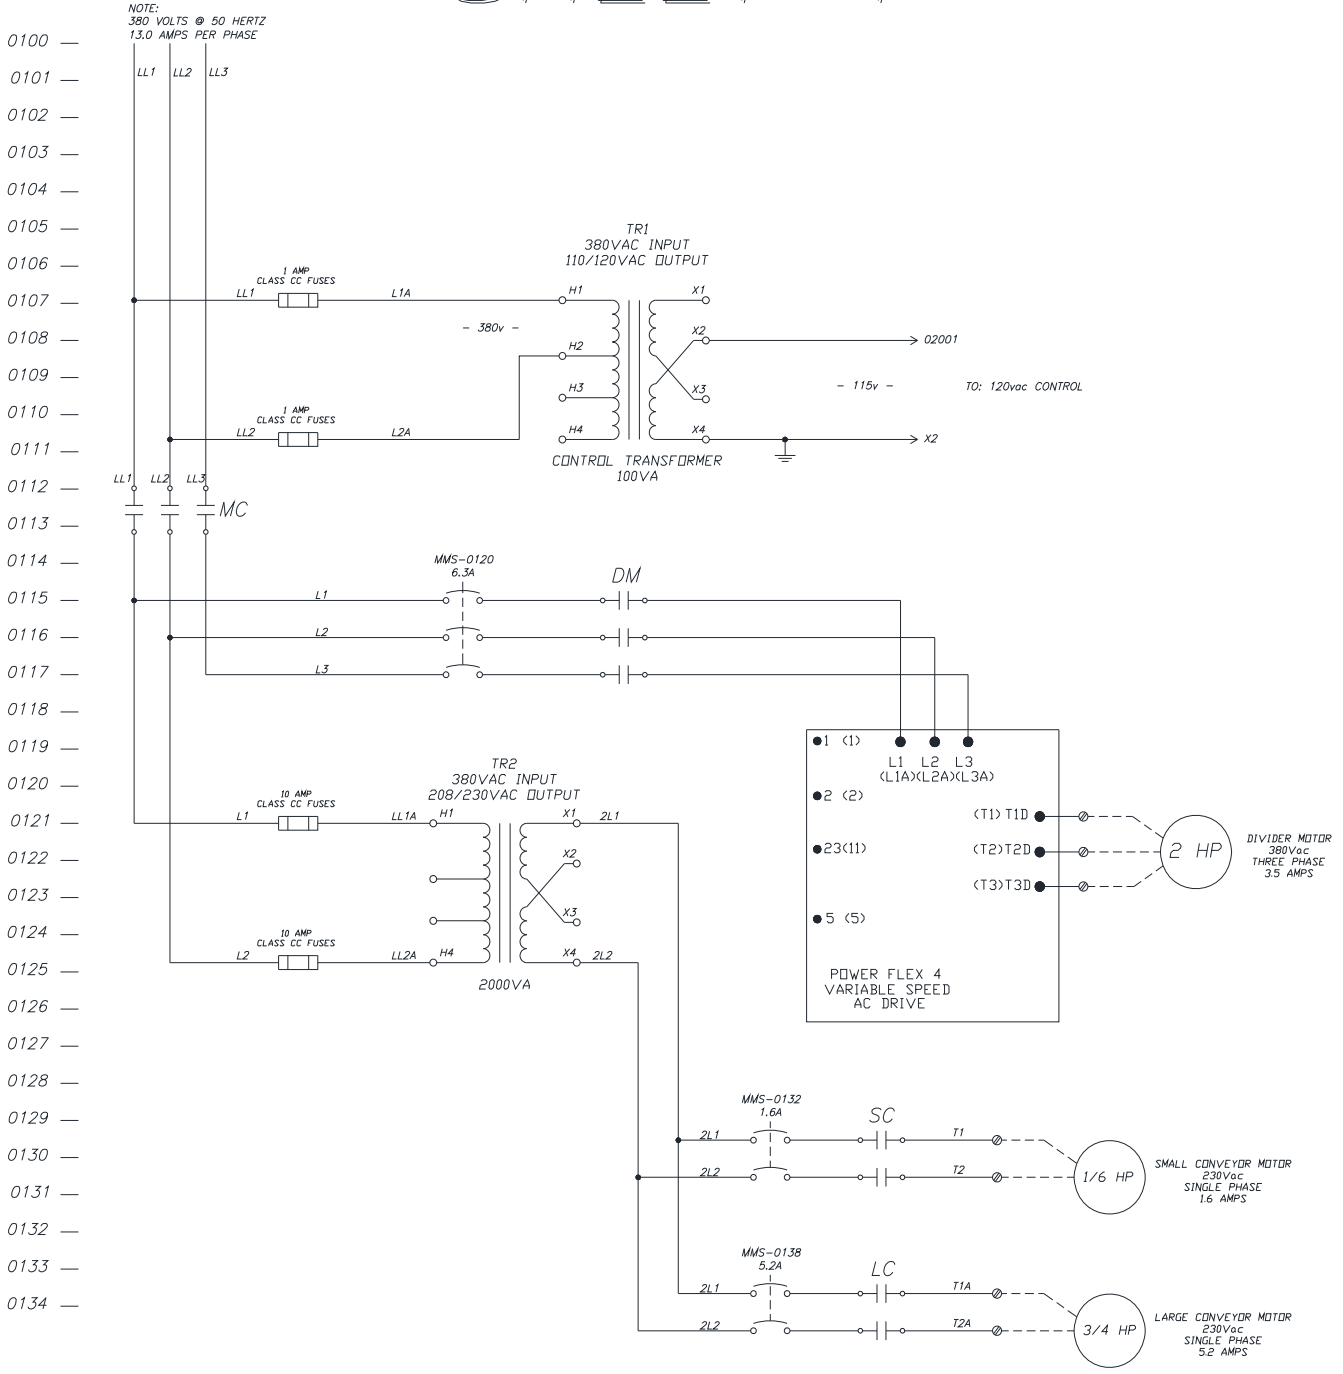 NOTE:
380 VOLTS @ 50 HERTZ
13.0 AMPS PER PHASE
0100
0101
LL1 LL2 LL3
0102
0103
0104
0105
TR1
380VAC INPUT
110/120VAC OUTPUT
0106
1 AMP
CLASS CC FUSES
LL1
L1A
H1
X1
0107
- 380v -
X2
02001
0108
H2
0109
H3
X3
- 115v -
TO: 120vac CONTROL
0110
1 AMP
CLASS CC FUSES
LL2
L2A
H4
X4
X2
0111
CONTROL TRANSFORMER
100VA
LL1 LL2 LL3
0112
MC
0113
0114
MMS-0120
6.3A
DM
0115
L1
0116
L2
0117
L3
0118
0119
1 (1)
L1 L2 L3
(L1A)(L2A)(L3A)
0120
TR2
380VAC INPUT
208/230VAC OUTPUT
2 (2)
10 AMP
CLASS CC FUSES
0121
L1
LL1A
H1
X1
2L1
(T1) T1D
0122
X2
23(11)
(T2)T2D
2 HP
DIVIDER MOTOR
380Vac
THREE PHASE
3.5 AMPS
0123
X3
(T3)T3D
5 (5)
0124
10 AMP
CLASS CC FUSES
L2
LL2A
H4
X4
2L2
0125
2000VA
POWER FLEX 4
VARIABLE SPEED
AC DRIVE
0126
0127
0128
0129
MMS-0132
1.6A
SC
2L1
T1
0130
2L2
T2
1/6 HP
SMALL CONVEYOR MOTOR
230Vac
SINGLE PHASE
1.6 AMPS
0131
0132
0133
MMS-0138
5.2A
LC
2L1
T1A
0134
2L2
T2A
3/4 HP
LARGE CONVEYOR MOTOR
230Vac
SINGLE PHASE
5.2 AMPS